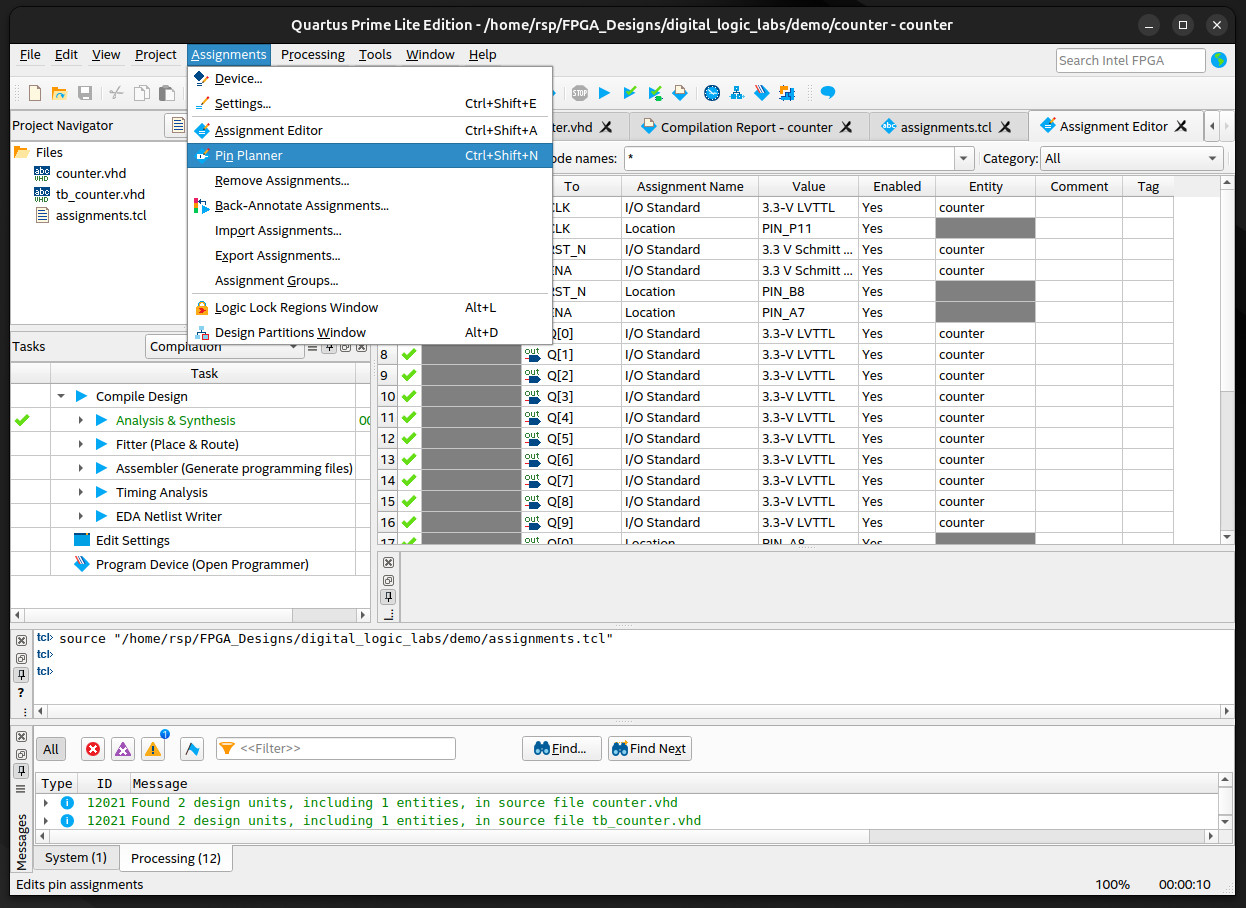 Quartus Prime Lite Edition - /home/rsp/FPGA_Designs/digital_logic_labs/demo/counter - counter
File Edit View Project Assignments Processing Tools Window Help
Search Intel FPGA
STOP
Device...
Settings... Ctrl+Shift+E
Assignment Editor Ctrl+Shift+A
Pin Planner Ctrl+Shift+N
Remove Assignments...
Back-Annotate Assignments...
Import Assignments...
Export Assignments...
Assignment Groups...
Logic Lock Regions Window Alt+L
Design Partitions Window Alt+D
Project Navigator
Files
counter.vhd
tb_counter.vhd
assignments.tcl
ter.vhd Compilation Report - counter assignments.tcl Assignment Editor
ode names: * Category: All
To Assignment Name Value Enabled Entity Comment Tag
CLK I/O Standard 3.3-V LVTTL Yes counter
CLK Location PIN_P11 Yes
RST_N I/O Standard 3.3 V Schmitt ... Yes counter
ENA I/O Standard 3.3 V Schmitt ... Yes counter
RST_N Location PIN_B8 Yes
ENA Location PIN_A7 Yes
Q[0] I/O Standard 3.3-V LVTTL Yes counter
8 out Q[1] I/O Standard 3.3-V LVTTL Yes counter
9 out Q[2] I/O Standard 3.3-V LVTTL Yes counter
10 out Q[3] I/O Standard 3.3-V LVTTL Yes counter
11 out Q[4] I/O Standard 3.3-V LVTTL Yes counter
12 out Q[5] I/O Standard 3.3-V LVTTL Yes counter
13 out Q[6] I/O Standard 3.3-V LVTTL Yes counter
14 out Q[7] I/O Standard 3.3-V LVTTL Yes counter
15 out Q[8] I/O Standard 3.3-V LVTTL Yes counter
16 out Q[9] I/O Standard 3.3-V LVTTL Yes counter
17 out Q[0] Location PIN_A8 Yes
Tasks Compilation
Task
Compile Design
Analysis & Synthesis 00
Fitter (Place & Route)
Assembler (Generate programming files)
Timing Analysis
EDA Netlist Writer
Edit Settings
Program Device (Open Programmer)
tcl> source "/home/rsp/FPGA_Designs/digital_logic_labs/demo/assignments.tcl"
tcl>
tcl>
All 1 <<Filter>> Find... Find Next
Type ID Message
12021 Found 2 design units, including 1 entities, in source file counter.vhd
12021 Found 2 design units, including 1 entities, in source file tb_counter.vhd
Messages
System (1) Processing (12)
Edits pin assignments 100% 00:00:10